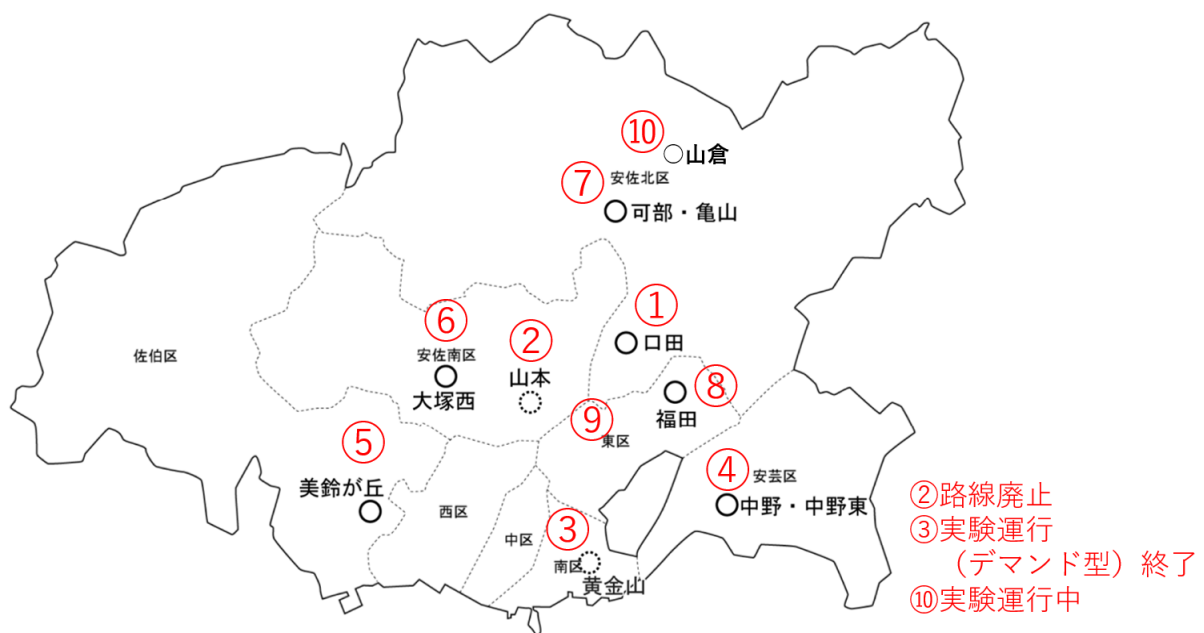 ⑩
山倉
⑦
安佐北区
可部・亀山
①
口田
⑥
②
安佐南区
山本
大塚西
佐伯区
⑧
福田
⑨
東区
⑤
美鈴が丘
西区
④
安芸区
中野・中野東
中区
③
南区
黄金山
②路線廃止
③実験運行
（デマンド型）終了
⑩実験運行中